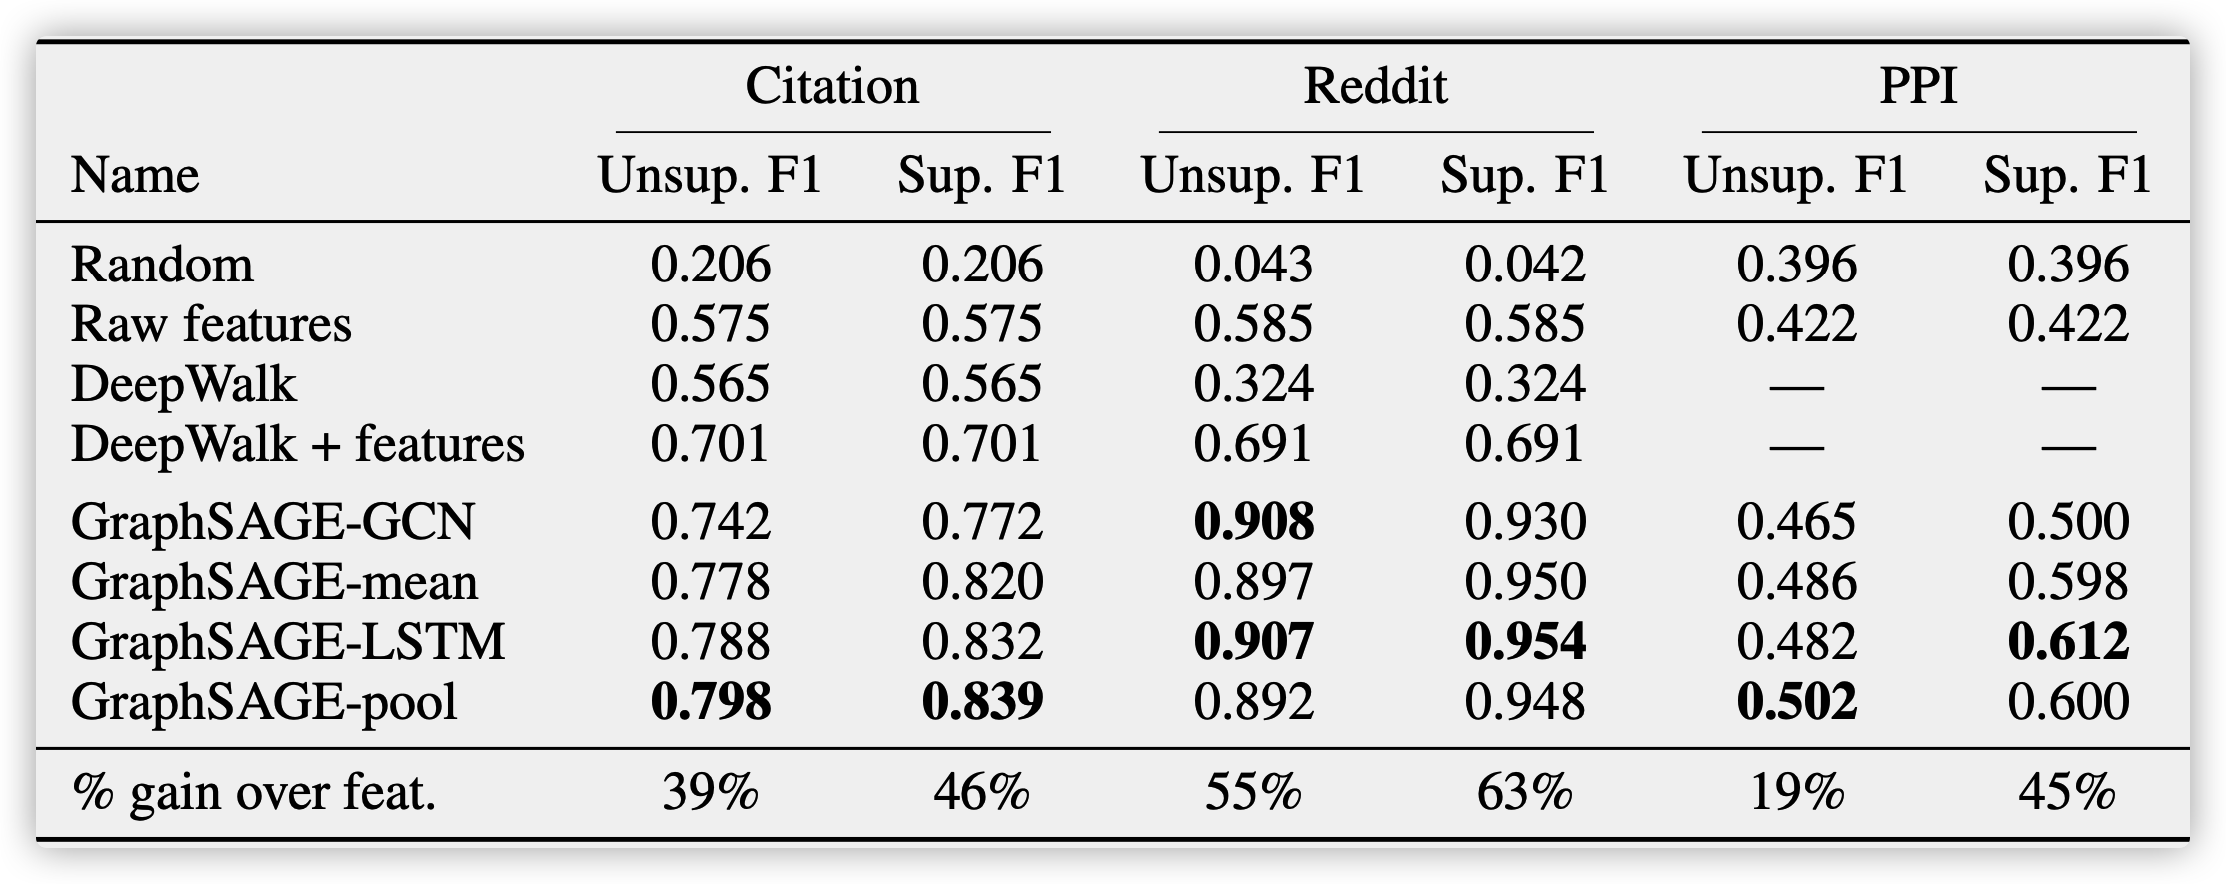 Citation Reddit PPI
Name Unsup. F1 Sup. F1 Unsup. F1 Sup. F1 Unsup. F1 Sup. F1
Random 0.206 0.206 0.043 0.042 0.396 0.396
Raw features 0.575 0.575 0.585 0.585 0.422 0.422
DeepWalk 0.565 0.565 0.324 0.324 — —
DeepWalk + features 0.701 0.701 0.691 0.691 — —
GraphSAGE-GCN 0.742 0.772 0.908 0.930 0.465 0.500
GraphSAGE-mean 0.778 0.820 0.897 0.950 0.486 0.598
GraphSAGE-LSTM 0.788 0.832 0.907 0.954 0.482 0.612
GraphSAGE-pool 0.798 0.839 0.892 0.948 0.502 0.600
% gain over feat. 39% 46% 55% 63% 19% 45%